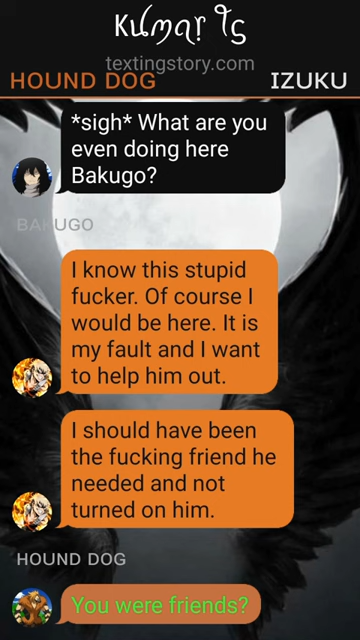 Kumar Ts
textingstory.com
HOUND DOG IZUKU
*sigh* What are you
even doing here
Bakugo?
BAKUGO
I know this stupid
fucker. Of course I
would be here. It is
my fault and I want
to help him out.
I should have been
the fucking friend he
needed and not
turned on him.
HOUND DOG
You were friends?